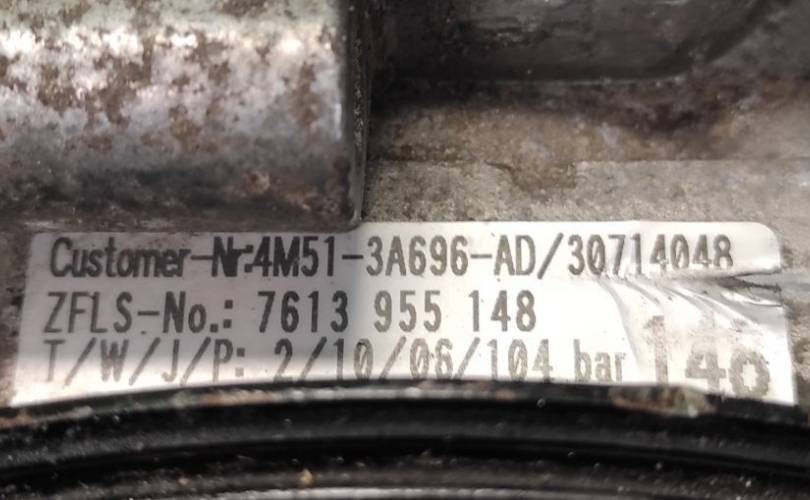 Customer-Nr:4M51-3A696-AD/30714048
ZFLS-No.: 7613 955 148
T/W/J/P: 2/10/06/104 bar 140